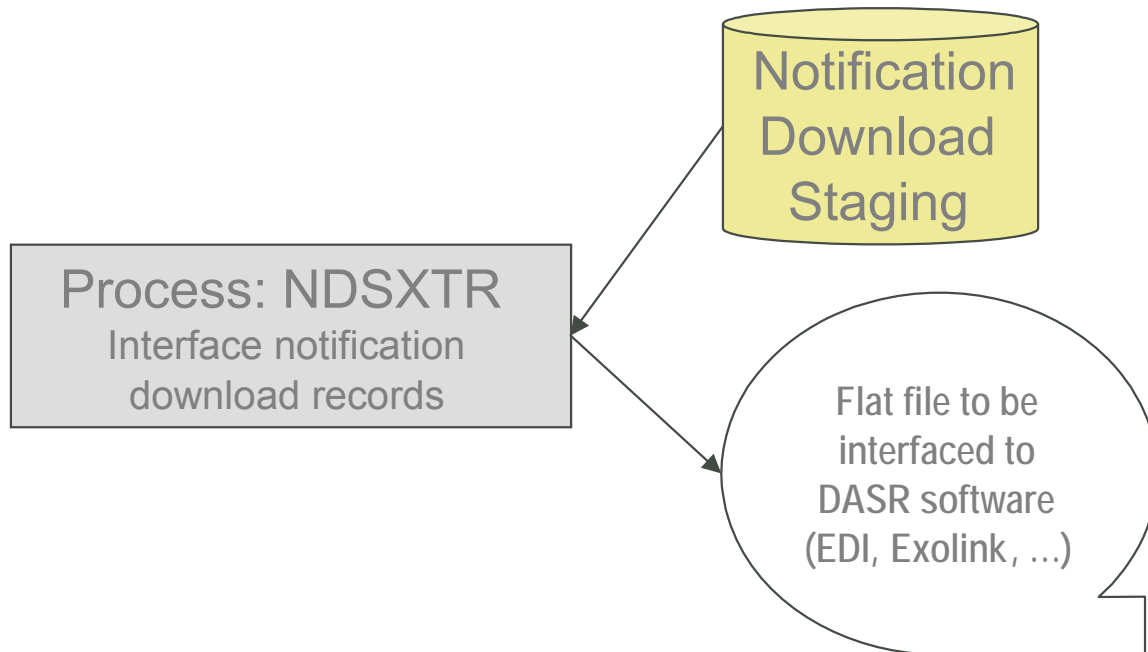 Notification
Download
Staging
Process: NDSXTR
Interface notification
download records
Flat file to be
interfaced to
DASR software
(EDI, Exolink, ...)